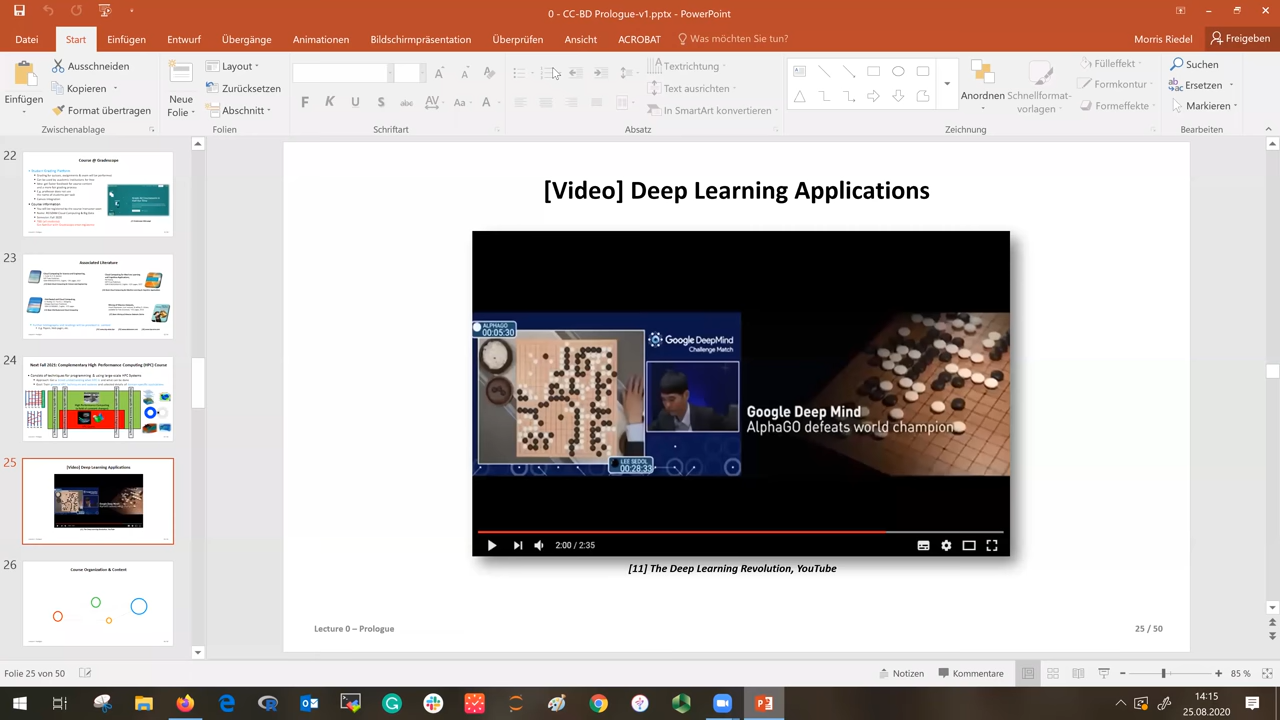 0 - CC-BD Prologue-v1.pptx - PowerPoint
Datei Start Einfügen Entwurf Übergänge Animationen Bildschirmpräsentation Überprüfen Ansicht ACROBAT Was möchten Sie tun? Morris Riedel Freigeben
Einfügen
Ausschneiden
Kopieren
Format übertragen
Zwischenablage
Neue
Folie
Layout
Zurücksetzen
Abschnitt
Folien
F K U S abc AV Aa A
Schriftart
Textrichtung
Text ausrichten
In SmartArt konvertieren
Absatz
Anordnen
Schnellformat-
vorlagen
Fülleffekt
Formkontur
Formeffekte
Zeichnung
Suchen
Ersetzen
Markieren
Bearbeiten
22
Course @ Gradescope
23
Associated Literature
24
Next Fall 2021: Complementary High Performance Computing (HPC) Course
25
[Video] Deep Learning Applications
26
Course Organization & Content
[Video] Deep Learning Applications
ALPHAGO
00:05:30
Google DeepMind
Challenge Match
LEE SEDOL
00:28:33
Google Deep Mind
AlphaGO defeats world champion
2:00 / 2:35
[11] The Deep Learning Revolution, YouTube
Lecture 0 – Prologue
25 / 50
Folie 25 von 50
Notizen
Kommentare
85 %
14:15
25.08.2020